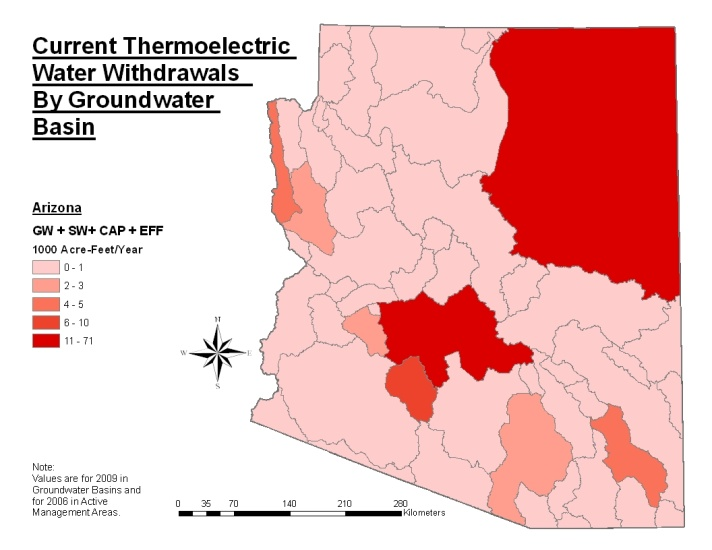 Current Thermoelectric
Water Withdrawals
By Groundwater
Basin
Arizona
GW + SW+ CAP + EFF
1000 Acre-Feet/Year
0 - 1
2 - 3
4 - 5
6 - 10
11 - 71
N
W E
S
Note:
Values are for 2009 in
Groundwater Basins and
for 2006 in Active
Management Areas.
0 35 70 140 210 280
Kilometers